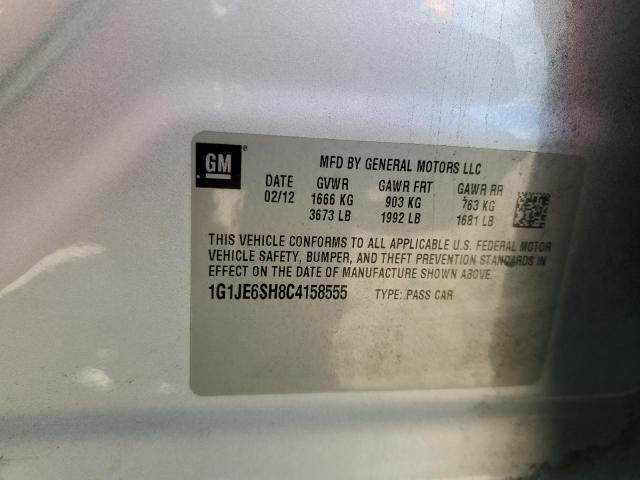 GM®
MFD BY GENERAL MOTORS LLC
DATE GVWR GAWR FRT GAWR RR
02/12 1666 KG 903 KG 763 KG
3673 LB 1992 LB 1681 LB
THIS VEHICLE CONFORMS TO ALL APPLICABLE U.S. FEDERAL MOTOR
VEHICLE SAFETY, BUMPER, AND THEFT PREVENTION STANDARDS IN
EFFECT ON THE DATE OF MANUFACTURE SHOWN ABOVE.
1G1JE6SH8C4158555 TYPE: PASS CAR